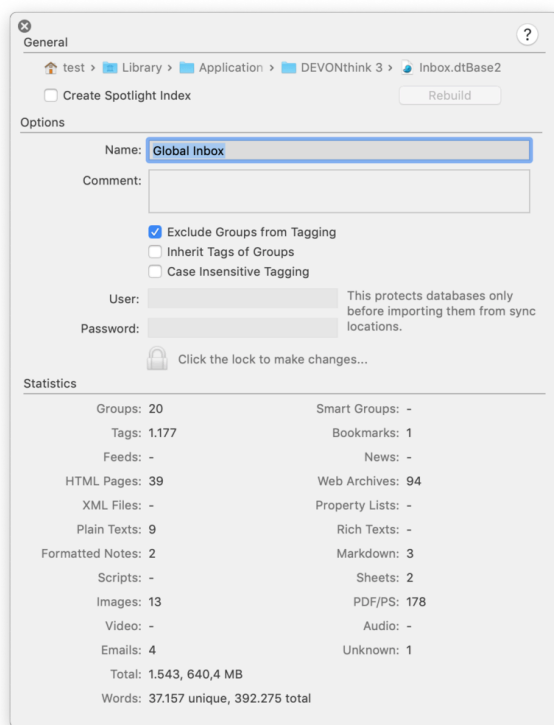 General
?
test › Library › Application › DEVONthink 3 › Inbox.dtBase2
Create Spotlight Index Rebuild
Options
Name: Global Inbox
Comment:
Exclude Groups from Tagging
Inherit Tags of Groups
Case Insensitive Tagging
User: This protects databases only
before importing them from sync
locations.
Password:
Click the lock to make changes...
Statistics
Groups: 20 Smart Groups: -
Tags: 1.177 Bookmarks: 1
Feeds: - News: -
HTML Pages: 39 Web Archives: 94
XML Files: - Property Lists: -
Plain Texts: 9 Rich Texts: -
Formatted Notes: 2 Markdown: 3
Scripts: - Sheets: 2
Images: 13 PDF/PS: 178
Video: - Audio: -
Emails: 4 Unknown: 1
Total: 1.543, 640,4 MB
Words: 37.157 unique, 392.275 total